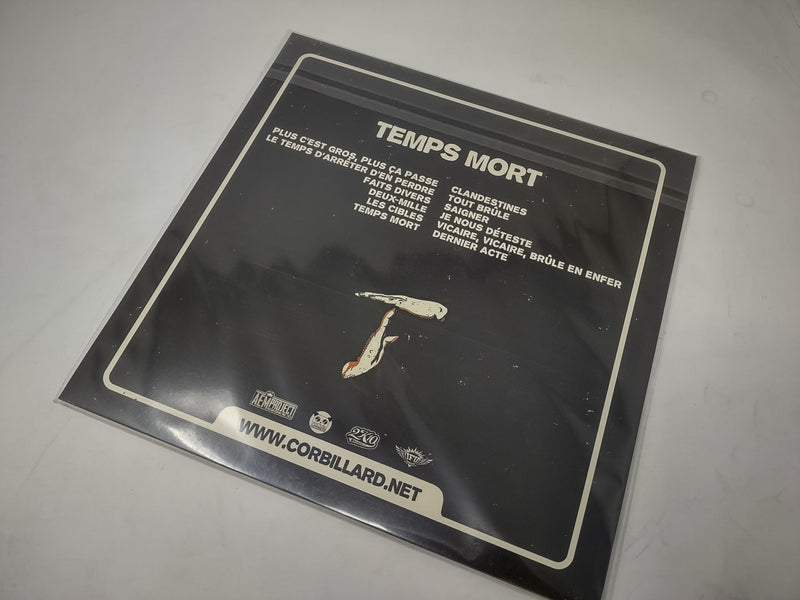 TEMPS MORT
PLUS C'EST GROS, PLUS ÇA PASSE
LE TEMPS D'ARRÊTER D'EN PERDRE
FAITS DIVERS
DEUX-MILLE
LES CIBLES
TEMPS MORT
CLANDESTINES
TOUT BRÛLE
SAIGNER
JE NOUS DÉTESTE
VICAIRE, VICAIRE, BRÛLE EN ENFER
DERNIER ACTE
AEMPROJECT
WWW.CORBILLARD.NET